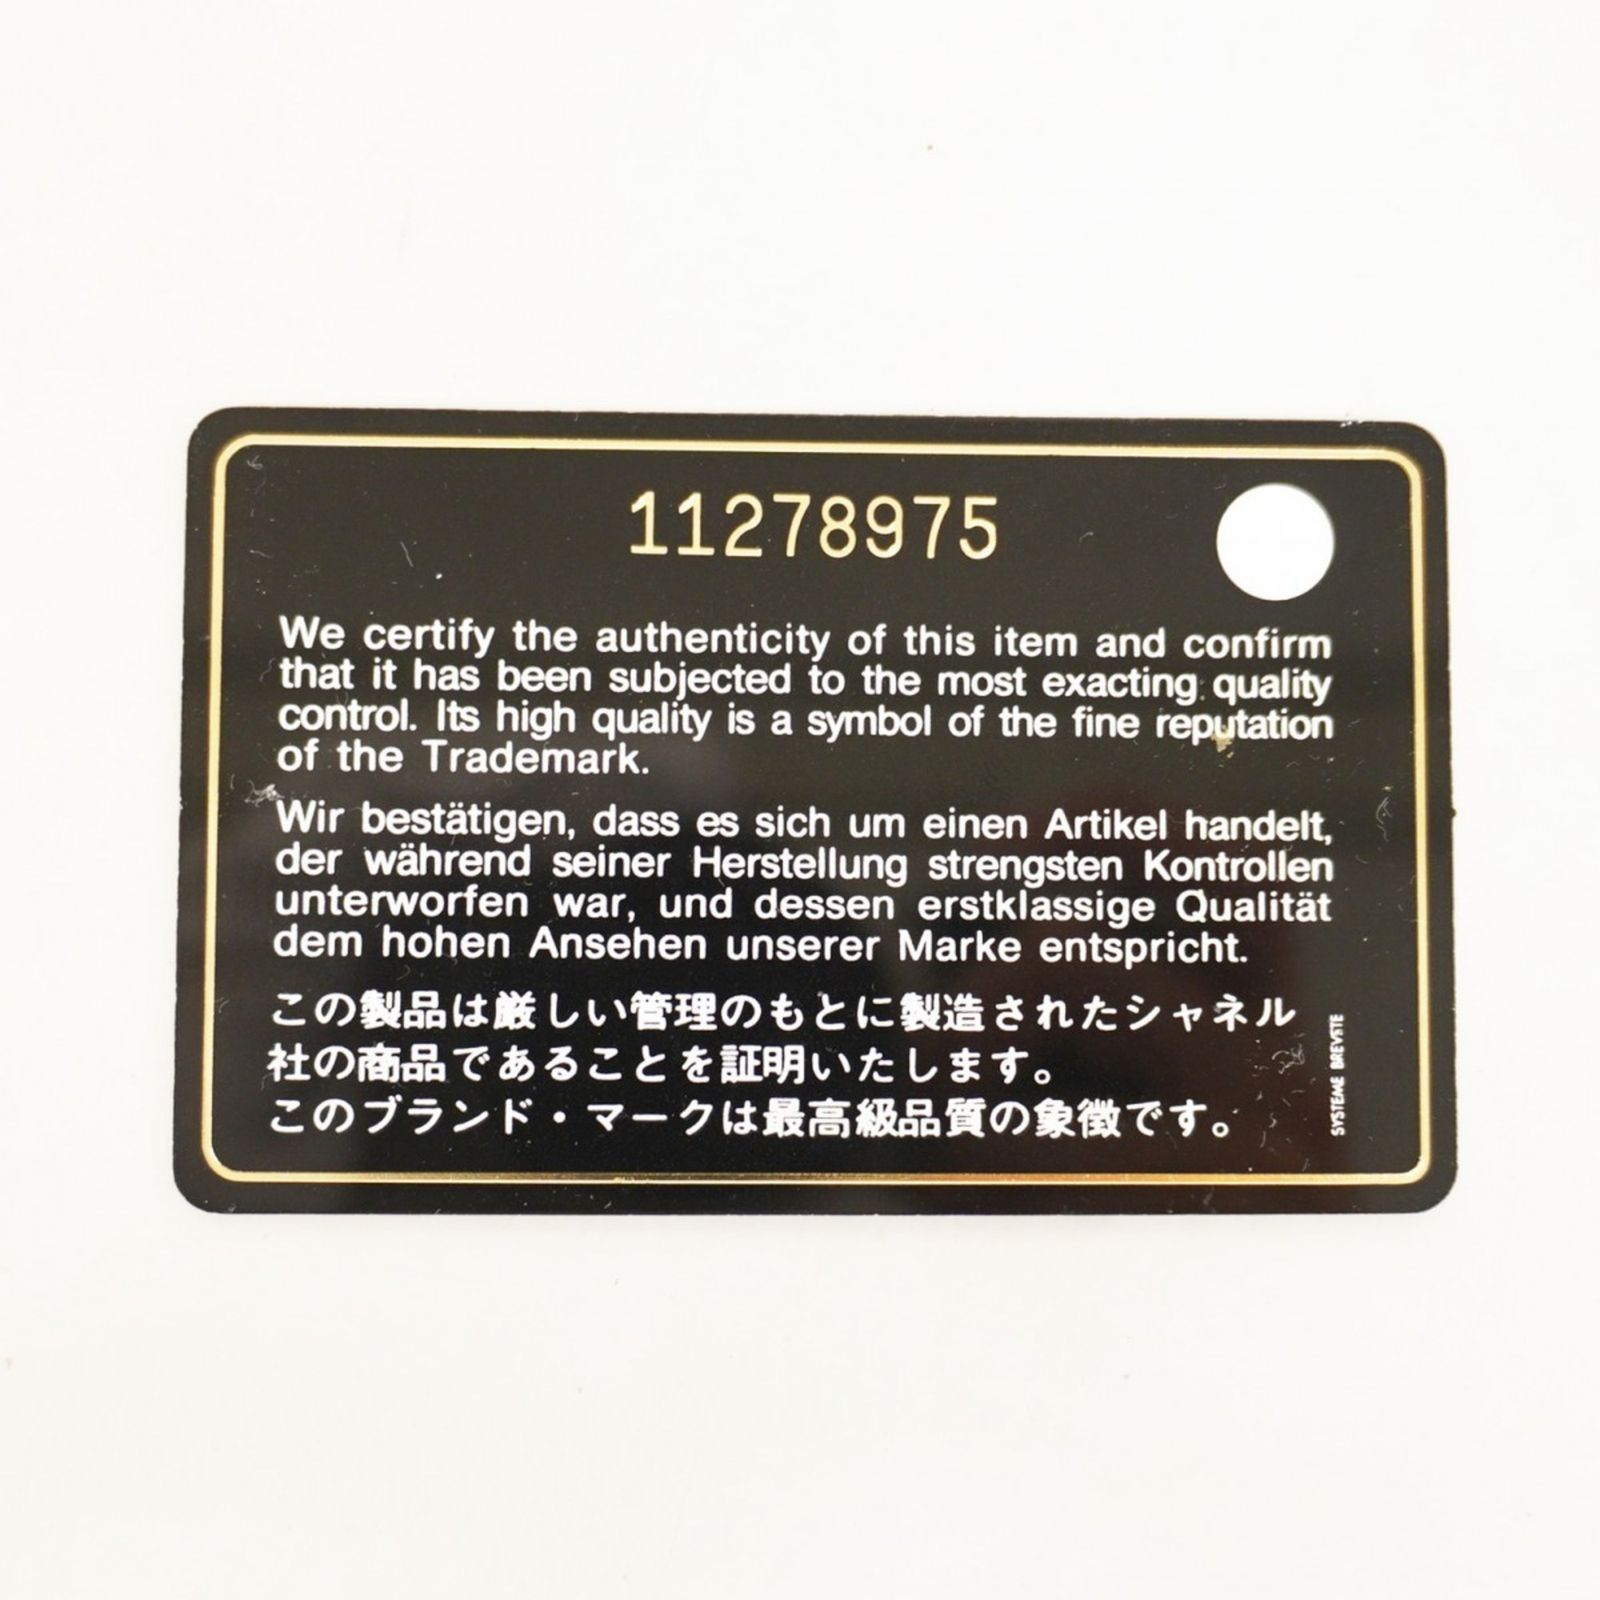 11278975
We certify the authenticity of this item and confirm
that it has been subjected to the most exacting quality
control. Its high quality is a symbol of the fine reputation
of the Trademark.
Wir bestätigen, dass es sich um einen Artikel handelt,
der während seiner Herstellung strengsten Kontrollen
unterworfen war, und dessen erstklassige Qualität
dem hohen Ansehen unserer Marke entspricht.
この製品は厳しい管理のもとに製造されたシャネル
社の商品であることを証明いたします。
このブランド・マークは最高級品質の象徴です。
SYSTEME BREVETE